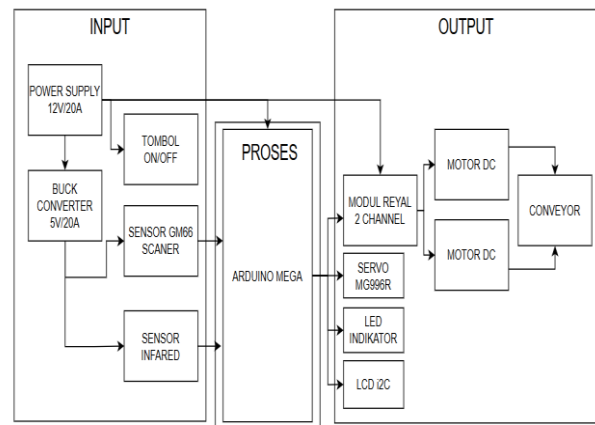 INPUT
POWER SUPPLY
12V/20A
TOMBOL
ON/OFF
BUCK
CONVERTER
5V/20A
SENSOR GM66
SCANER
SENSOR
INFARED
PROSES
ARDUINO MEGA
OUTPUT
MOTOR DC
MODUL REYAL
2 CHANNEL
CONVEYOR
MOTOR DC
SERVO
MG996R
LED
INDIKATOR
LCD i2C